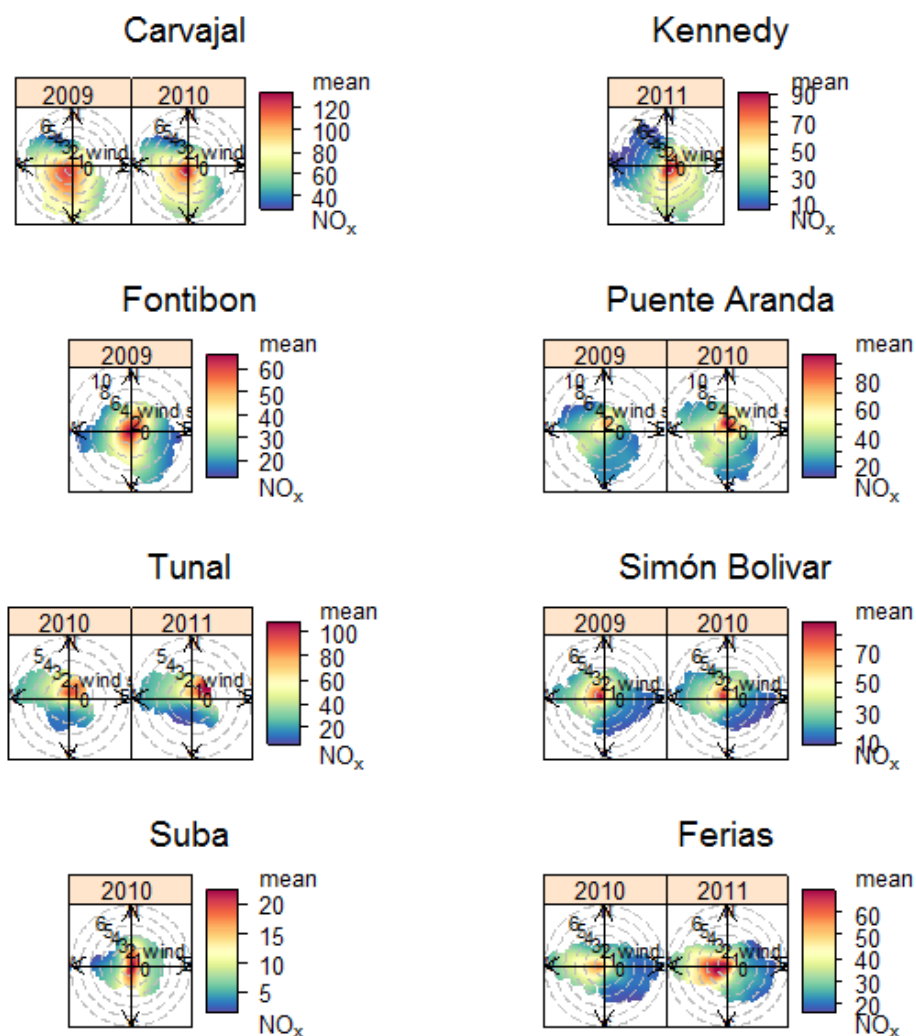 Carvajal
2009 2010
mean
120
100
80
60
40
NOx
Kennedy
2011
mean
90
70
50
30
10
NOx
Fontibon
2009
mean
60
50
40
30
20
NOx
Puente Aranda
2009 2010
mean
80
60
40
20
NOx
Tunal
2010 2011
mean
100
80
60
40
20
NOx
Simón Bolivar
2009 2010
mean
70
50
30
10
NOx
Suba
2010
mean
20
15
10
5
NOx
Ferias
2010 2011
mean
60
50
40
30
20
NOx